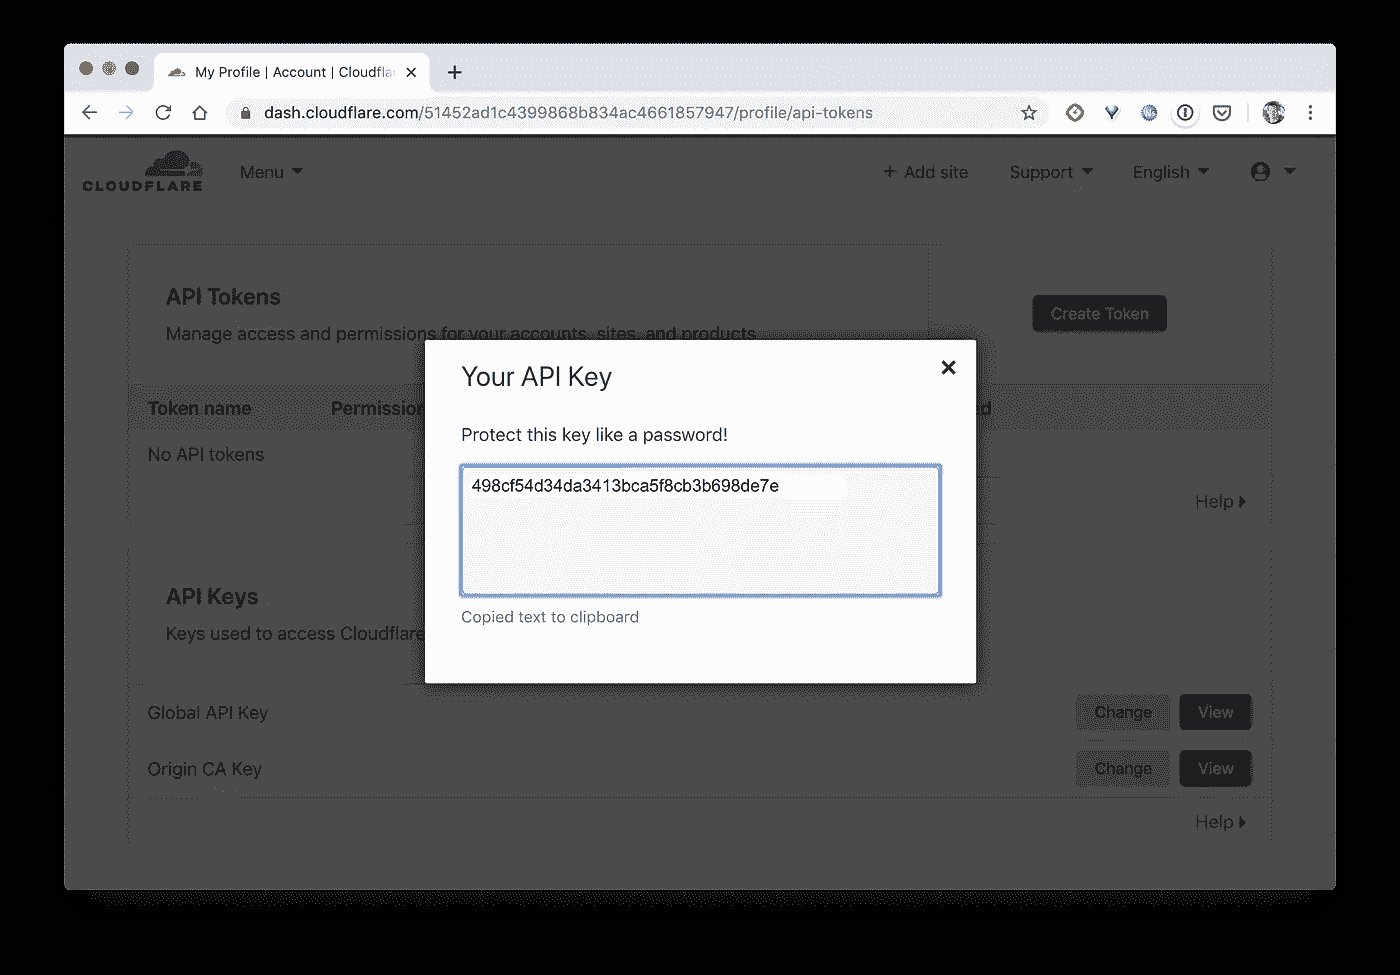 My Profile | Account | Cloudfla
dash.cloudflare.com/51452ad1c4399868b834ac4661857947/profile/api-tokens
CLOUDFLARE
Menu
+ Add site
Support
English
API Tokens
Manage access and permissions for your accounts, sites, and products
Create Token
Token name
Permission
ed
No API tokens
Help
Your API Key
Protect this key like a password!
498cf54d34da3413bca5f8cb3b698de7e
Copied text to clipboard
API Keys
Keys used to access Cloudflare
Global API Key
Change
View
Origin CA Key
Change
View
Help